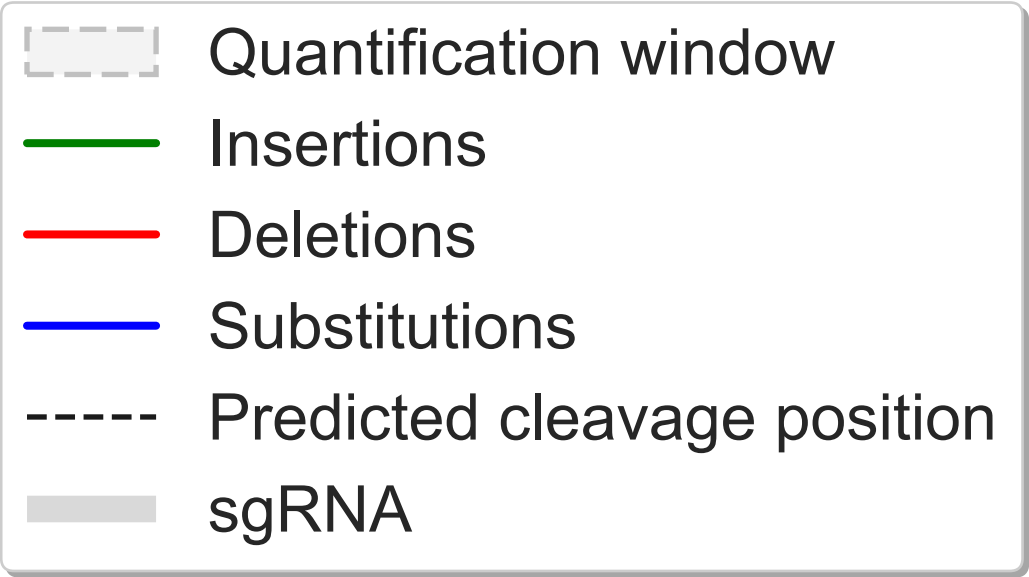 Quantification window
Insertions
Deletions
Substitutions
Predicted cleavage position
sgRNA